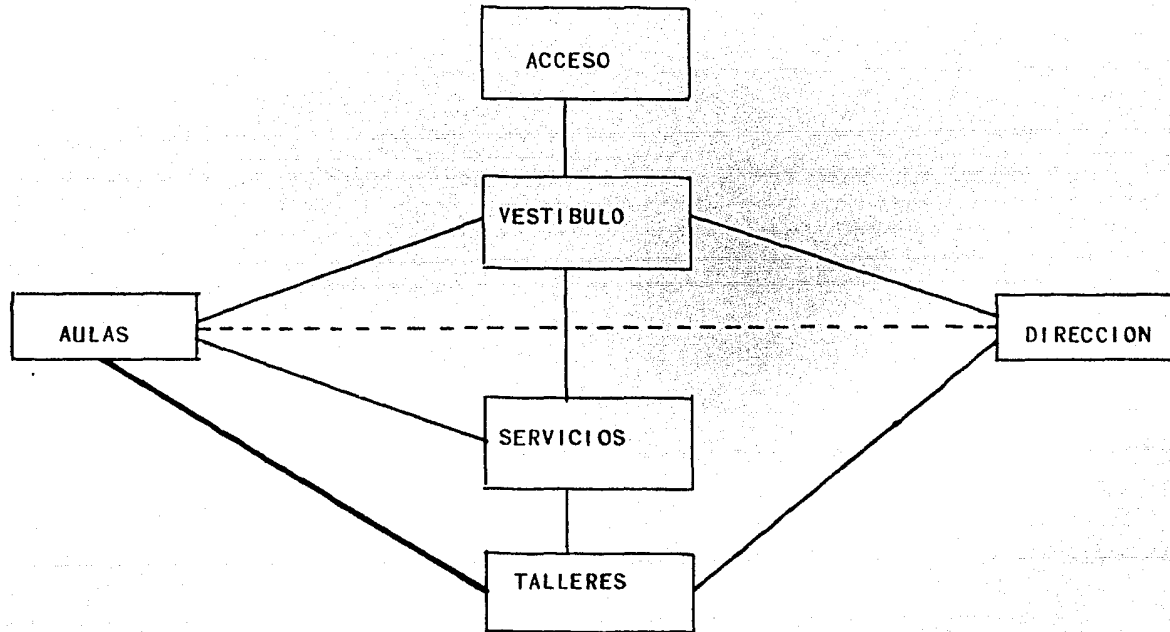 ACCESO
VESTIBULO
AULAS
DIRECCION
SERVICIOS
TALLERES